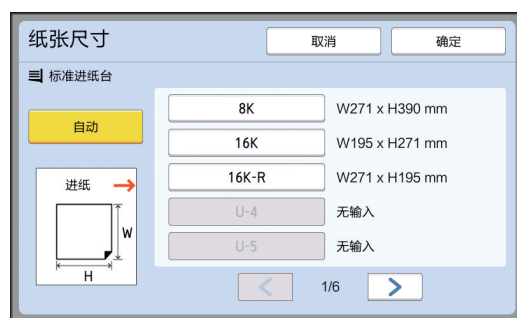 纸张尺寸 取消 确定
标准进纸台
自动
8K W271 x H390 mm
16K W195 x H271 mm
16K-R W271 x H195 mm
U-4 无输入
U-5 无输入
进纸
W
H
1/6